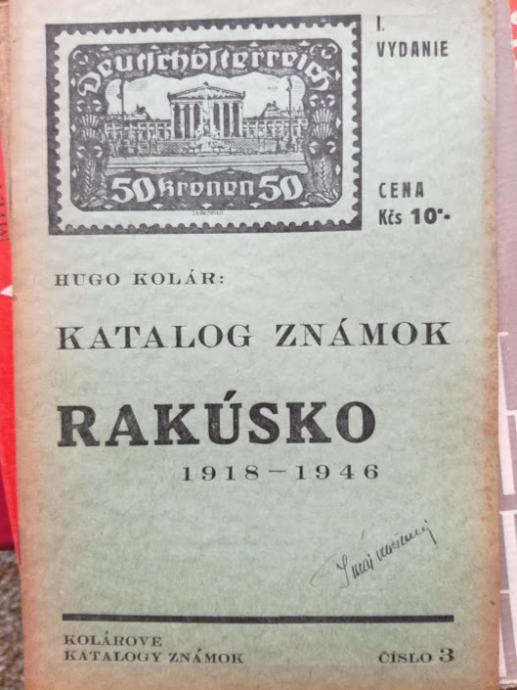 I.
VYDANIE
Deutschösterreich
50 Kronen 50
CENA
Kčs 10·-
HUGO KOLÁR:
KATALOG ZNÁMOK
RAKÚSKO
1918-1946
KOLÁROVE
KATALOGY ZNÁMOK
ČÍSLO 3